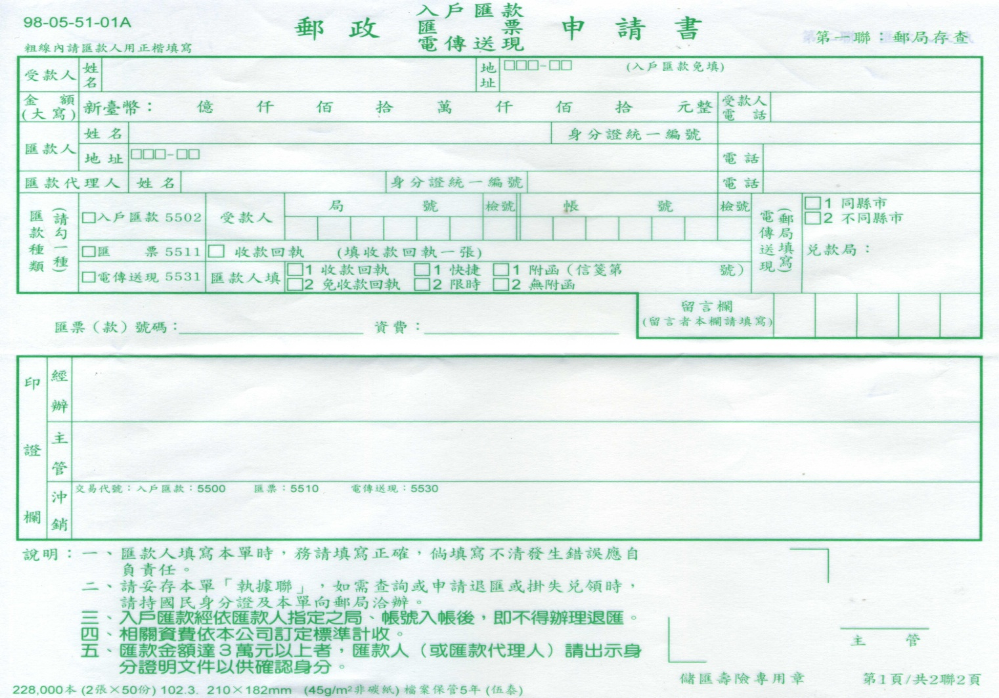 98-05-51-01A
粗線內請匯款人用正楷填寫
郵政 入戶匯款 匯票 電傳送現 申請書
第一聯：郵局存查
受款人 姓名 地址 □□□-□□ (入戶匯款免填)
金額(大寫) 新臺幣： 億 仟 佰 拾 萬 仟 佰 拾 元整 受款人電話
匯款人 姓名 身分證統一編號
地址 □□□-□□ 電話
匯款代理人 姓名 身分證統一編號 電話
匯款種類(請勾一種)
□入戶匯款 5502 受款人 局號 檢號 帳號 檢號
□匯票 5511 □ 收款回執 (填收款回執一張)
□電傳送現 5531 匯款人填 □1 收款回執 □1 快捷 □1 附函（信箋第 號）
□2 免收款回執 □2 限時 □2 無附函
電傳送現(郵局填寫)
□1 同縣市
□2 不同縣市
兌款局：
留言欄
(留言者本欄請填寫)
匯票（款）號碼： 資費：
印證欄
經辦
主管
沖銷
交易代號：入戶匯款：5500 匯票：5510 電傳送現：5530
說明：一、匯款人填寫本單時，務請填寫正確，倘填寫不清發生錯誤應自
負責任。
二、請妥存本單「執據聯」，如需查詢或申請退匯或掛失兌領時，
請持國民身分證及本單向郵局洽辦。
三、入戶匯款經依匯款人指定之局、帳號入帳後，即不得辦理退匯。
四、相關資費依本公司訂定標準計收。
五、匯款金額達３萬元以上者，匯款人（或匯款代理人）請出示身
分證明文件以供確認身分。
主管
儲匯壽險專用章
第1頁/共2聯2頁
228,000本 (2張×50份) 102.3. 210×182mm (45g/m²非碳紙) 檔案保管5年 (伍泰)